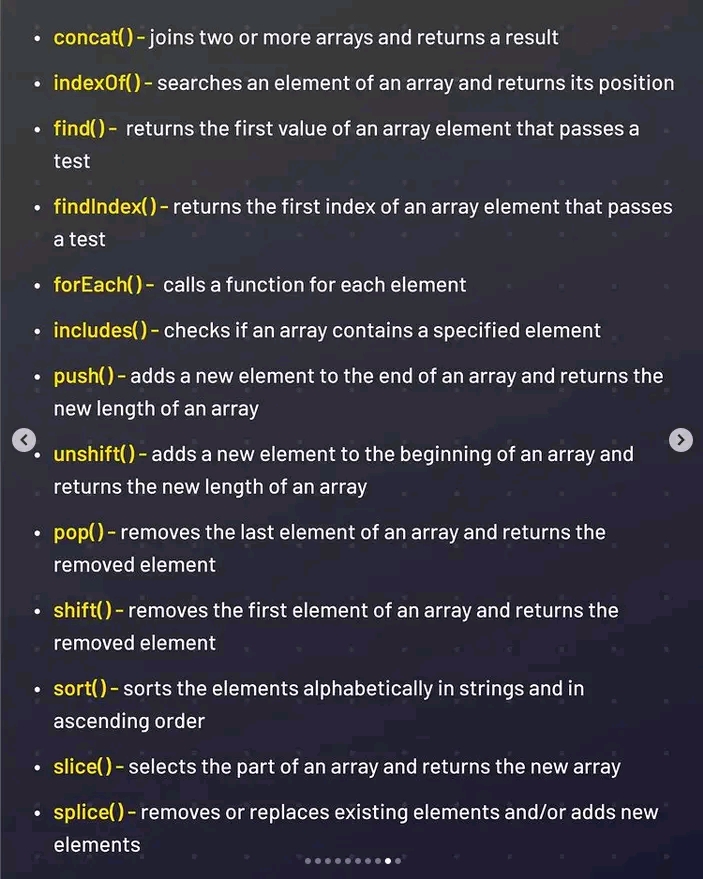 • concat() - joins two or more arrays and returns a result
• indexOf() - searches an element of an array and returns its position
• find() - returns the first value of an array element that passes a
test
• findIndex() - returns the first index of an array element that passes
a test
• forEach() - calls a function for each element
• includes() - checks if an array contains a specified element
• push() - adds a new element to the end of an array and returns the
new length of an array
• unshift() - adds a new element to the beginning of an array and
returns the new length of an array
• pop() - removes the last element of an array and returns the
removed element
• shift() - removes the first element of an array and returns the
removed element
• sort() - sorts the elements alphabetically in strings and in
ascending order
• slice() - selects the part of an array and returns the new array
• splice() - removes or replaces existing elements and/or adds new
elements